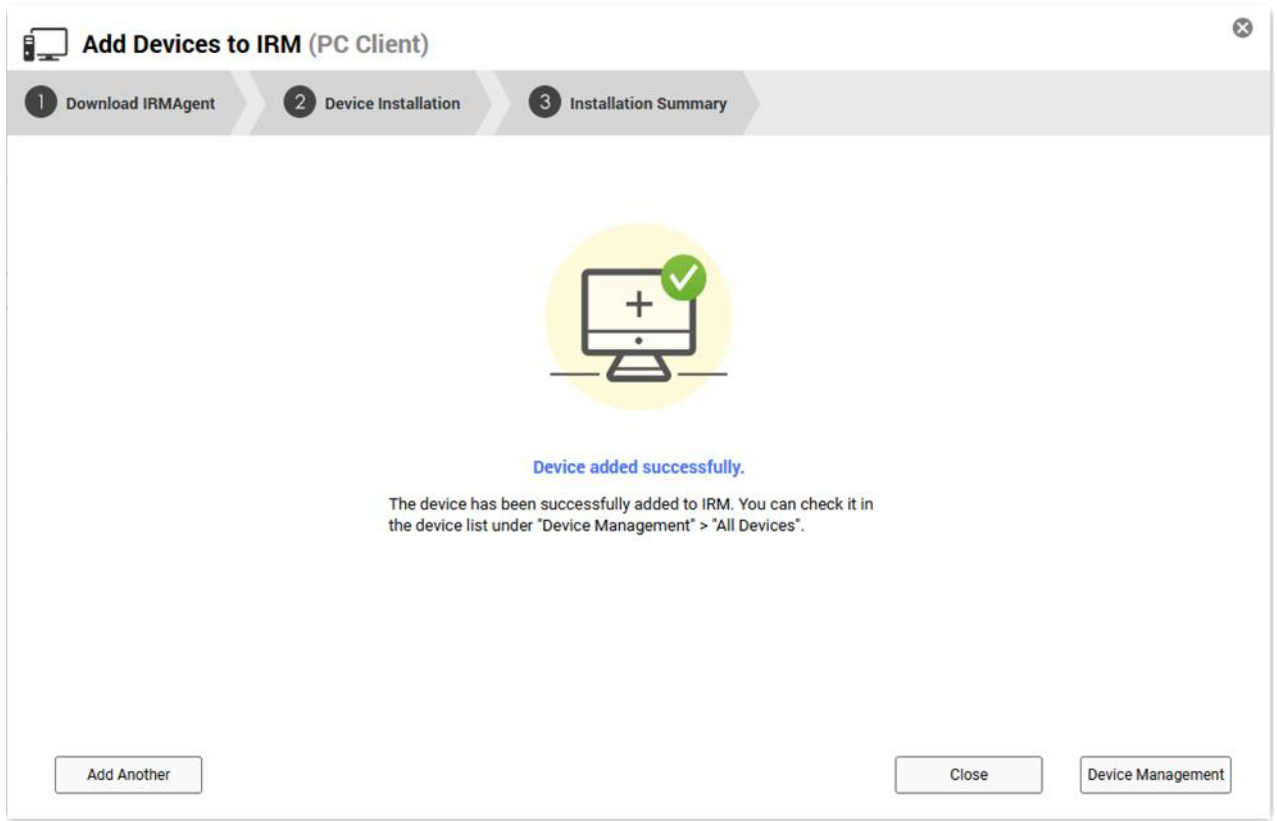 Add Devices to IRM (PC Client)
1 Download IRMAgent
2 Device Installation
3 Installation Summary
Device added successfully.
The device has been successfully added to IRM. You can check it in
the device list under "Device Management" > "All Devices".
Add Another
Close
Device Management